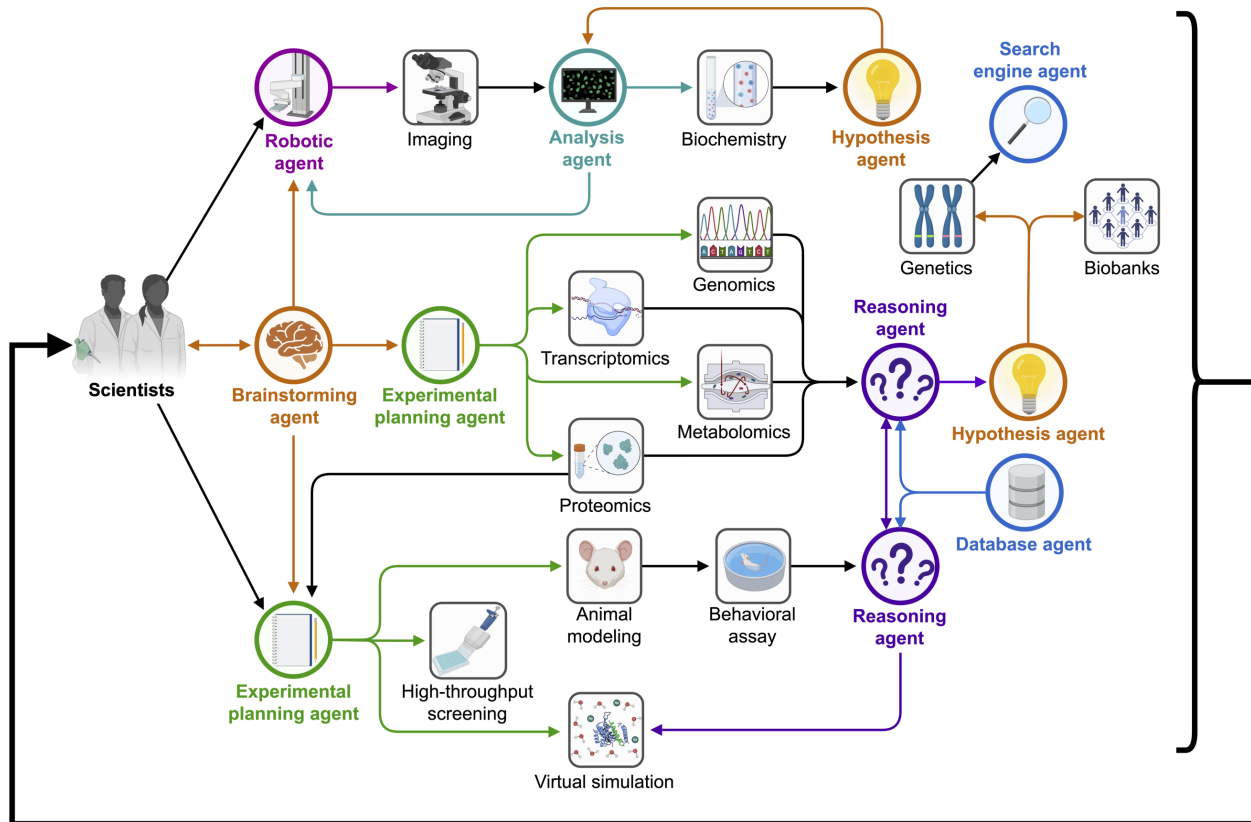 Search
engine agent
Robotic
agent
Imaging
Analysis
agent
Biochemistry
Hypothesis
agent
Genetics
Biobanks
Genomics
Transcriptomics
Reasoning
agent
Scientists
Brainstorming
agent
Experimental
planning agent
Metabolomics
Hypothesis agent
Proteomics
Database agent
Animal
modeling
Behavioral
assay
Reasoning
agent
Experimental
planning agent
High-throughput
screening
Virtual simulation